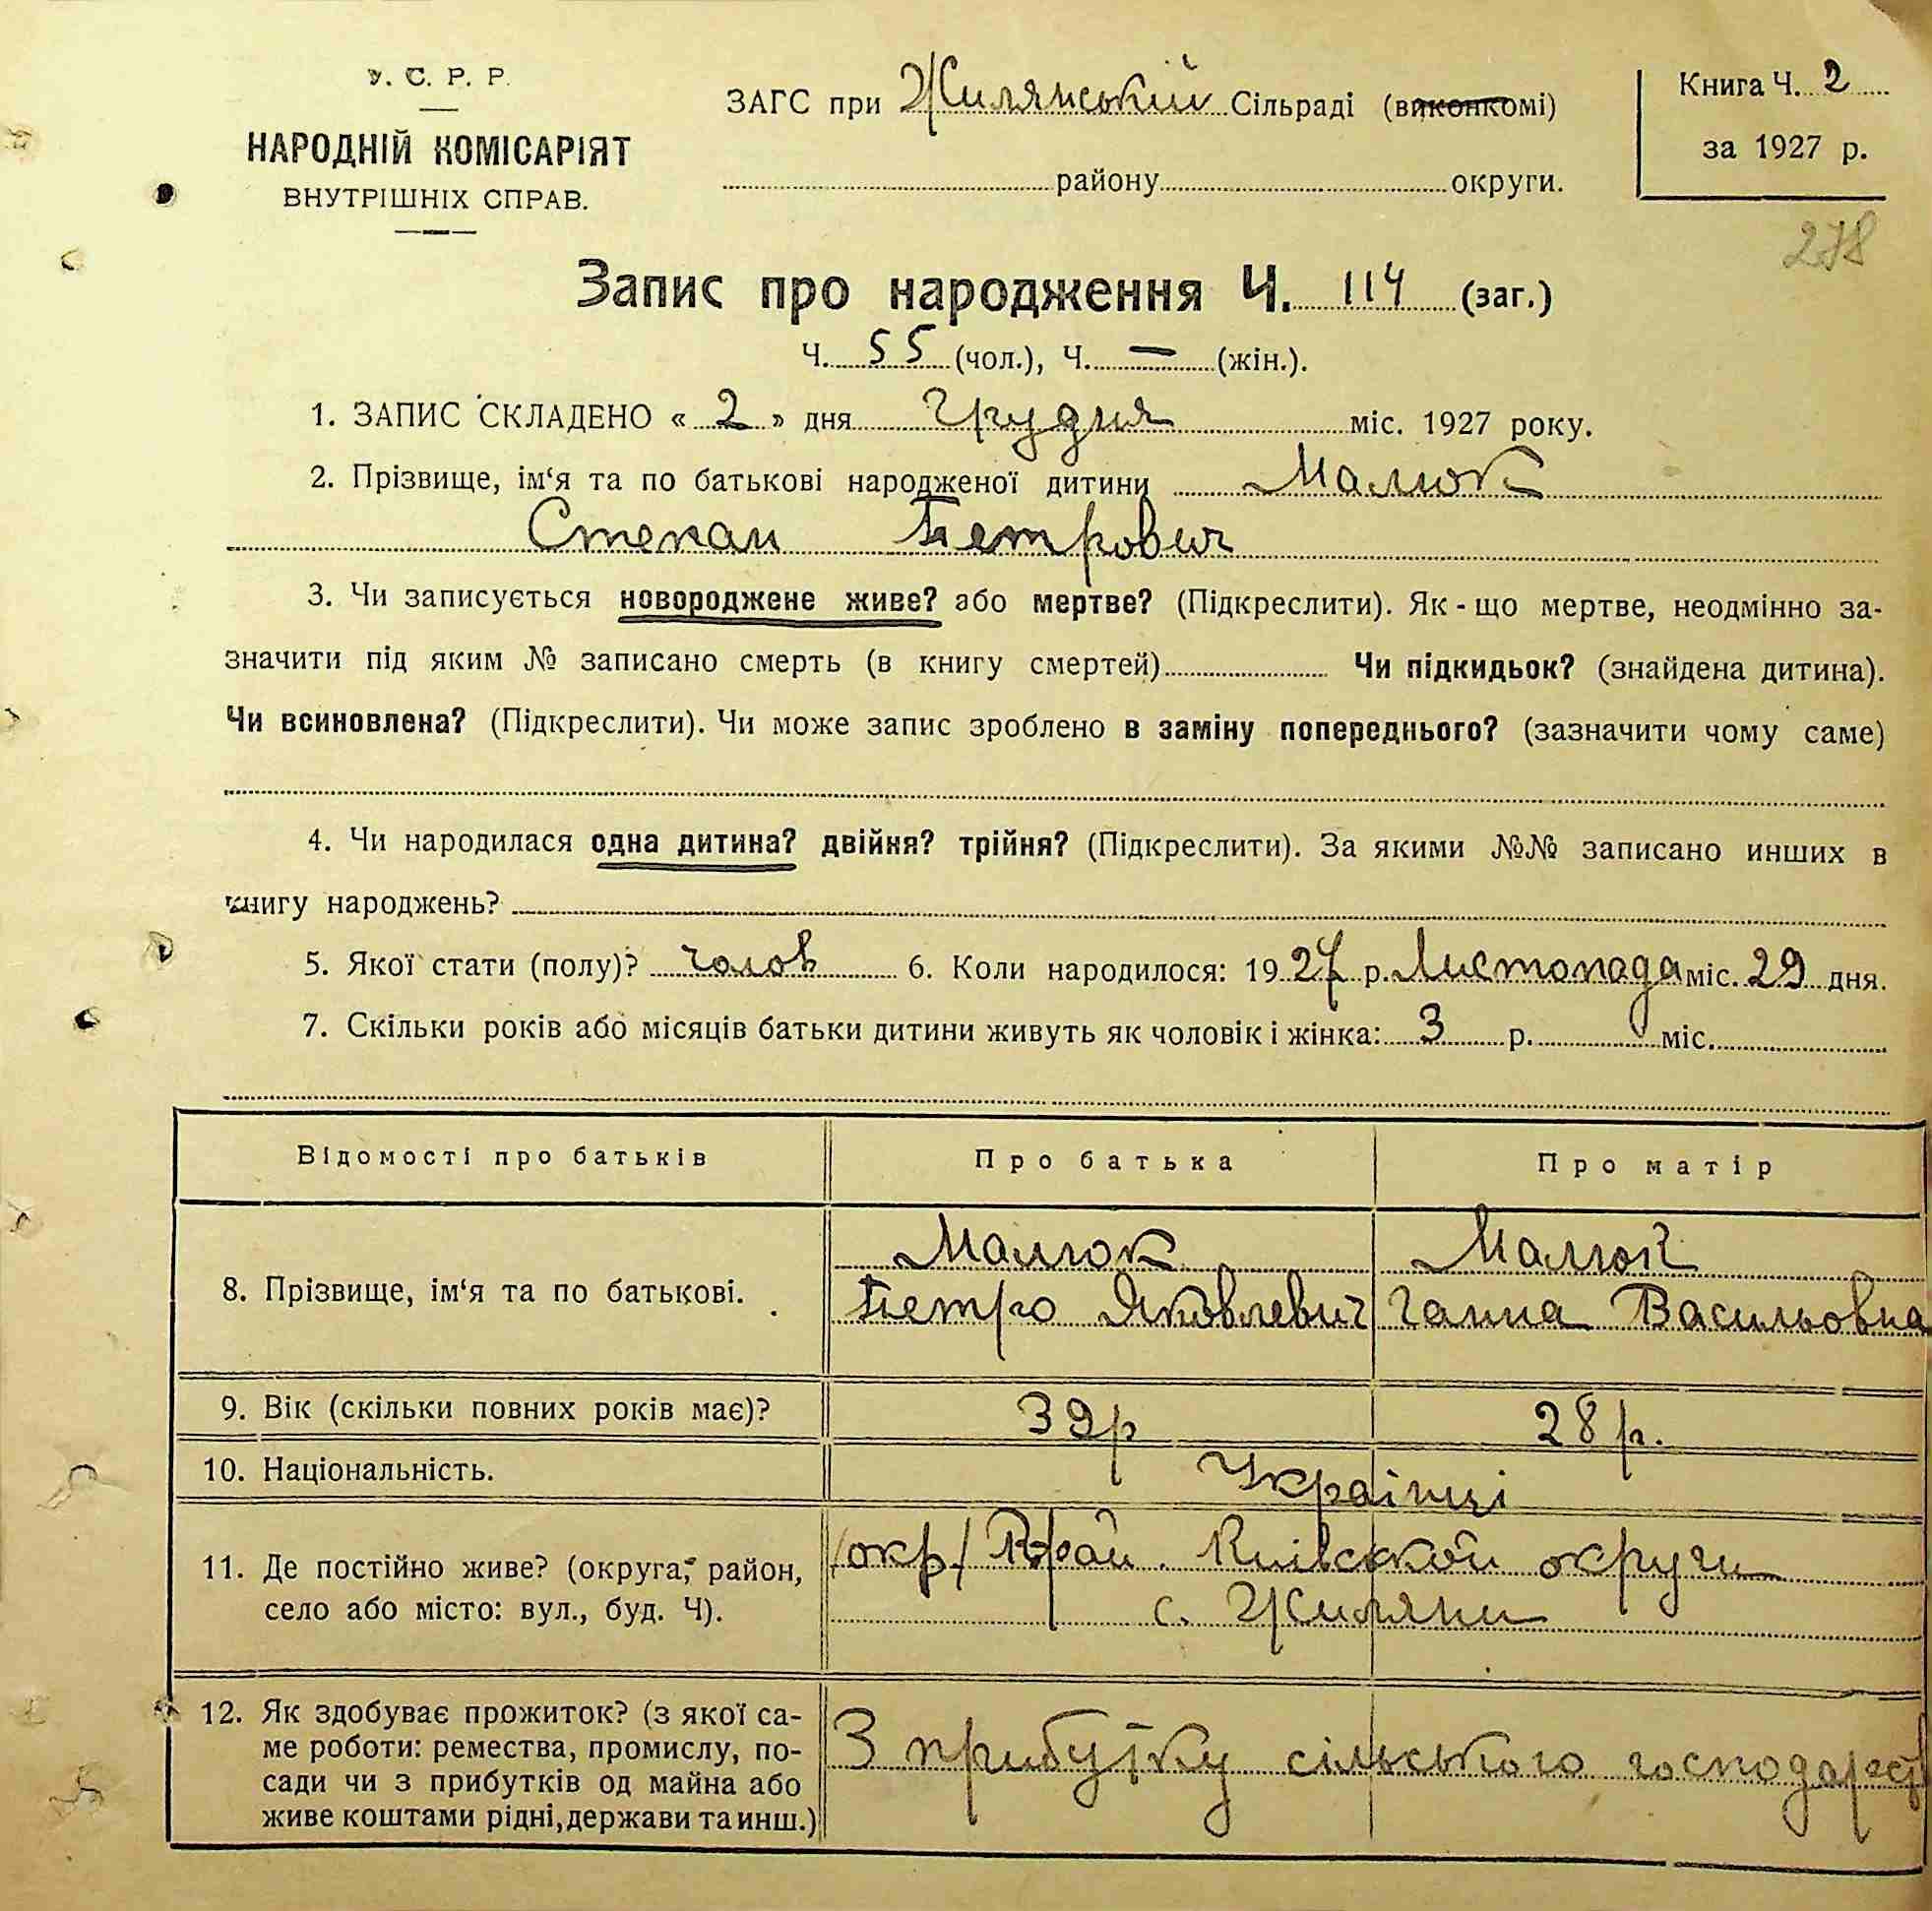 У. С. Р. Р.
НАРОДНІЙ КОМІСАРІЯТ
ВНУТРІШНІХ СПРАВ.
ЗАГС при Жилянській Сільраді (виконкомі)
района округи.
Книга Ч. 2
за 1927 р.
278
Запис про народження Ч. 114 (заг.)
Ч. 55 (чол.), Ч. — (жін.).
1. ЗАПИС СКЛАДЕНО « 2 » дня Грудня міс. 1927 року.
2. Прізвище, ім‘я та по батькові народженої дитини Малюк
Степан Петрович
3. Чи записується новороджене живе? або мертве? (Підкреслити). Як - що мертве, неодмінно за-
значити під яким № записано смерть (в книгу смертей) Чи підкидьок? (знайдена дитина).
Чи всиновлена? (Підкреслити). Чи може запис зроблено в заміну попереднього? (зазначити чому саме)
4. Чи народилася одна дитина? двійня? трійня? (Підкреслити). За якими №№ записано инших в
книгу народжень?
5. Якої стати (полу)? чолов 6. Коли народилося: 1927 р. Листопада міс. 29 дня.
7. Скільки років або місяців батьки дитини живуть як чоловік і жінка: 3 р. міс.
Відомості про батьків Про батька Про матір
8. Прізвище, ім‘я та по батькові. Малюк Петро Яковлевич Малюк Ганна Васильовна
9. Вік (скільки повних років має)? 39р 28 р.
10. Національність. Українці
11. Де постійно живе? (округа, район, /окр/ Врай. Київської округи
село або місто: вул., буд. Ч). с. Жиляни
12. Як здобуває прожиток? (з якої са-
ме роботи: ремества, промислу, по- З прибутку сільського господарст
сади чи з прибутків од майна або
живе коштами рідні, держави та инш.)